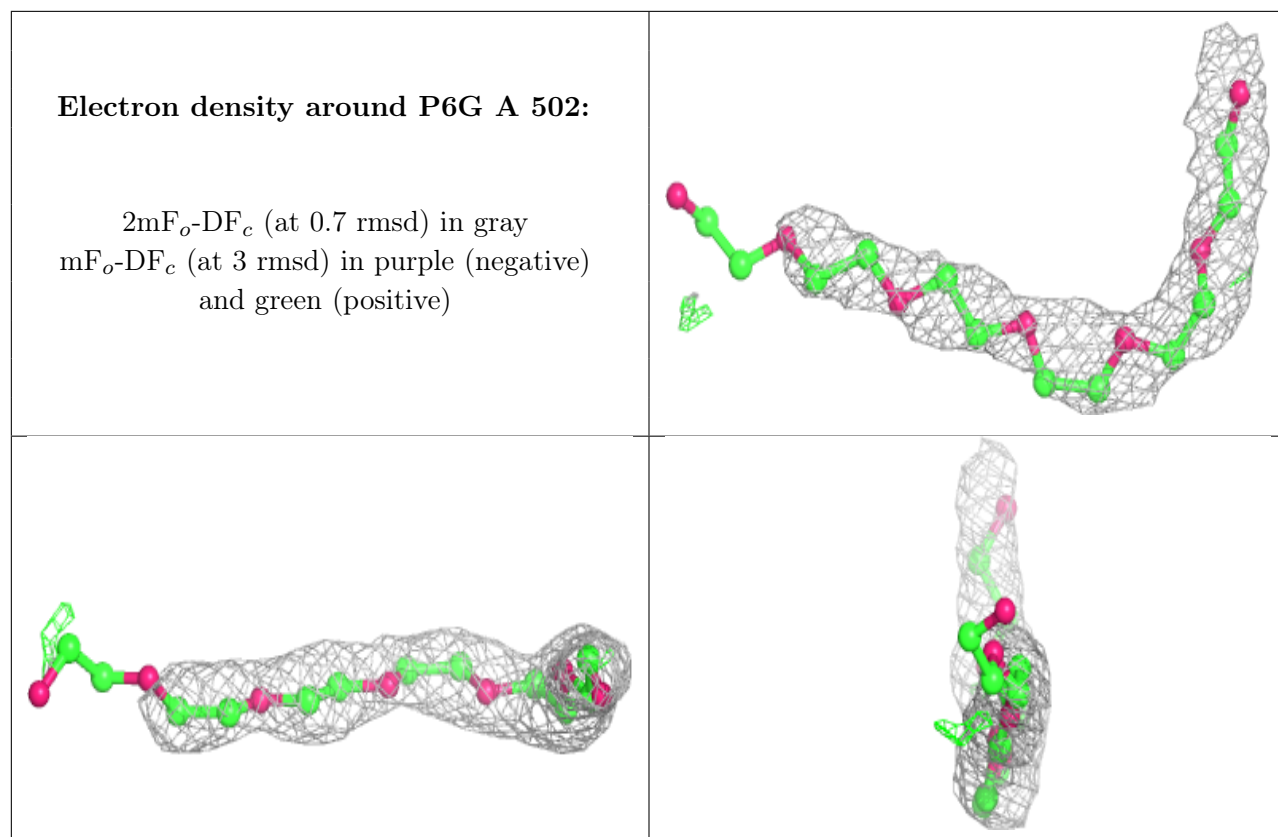 Electron density around P6G A 502:
2mFo-DFc (at 0.7 rmsd) in gray
mFo-DFc (at 3 rmsd) in purple (negative)
and green (positive)